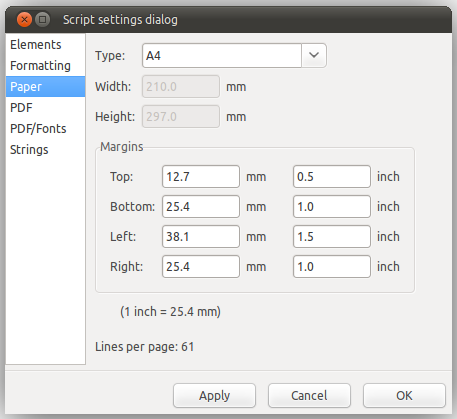 Script settings dialog
Elements
Formatting
Paper
PDF
PDF/Fonts
Strings
Type: A4
Width: 210.0 mm
Height: 297.0 mm
Margins
Top: 12.7 mm 0.5 inch
Bottom: 25.4 mm 1.0 inch
Left: 38.1 mm 1.5 inch
Right: 25.4 mm 1.0 inch
(1 inch = 25.4 mm)
Lines per page: 61
Apply Cancel OK